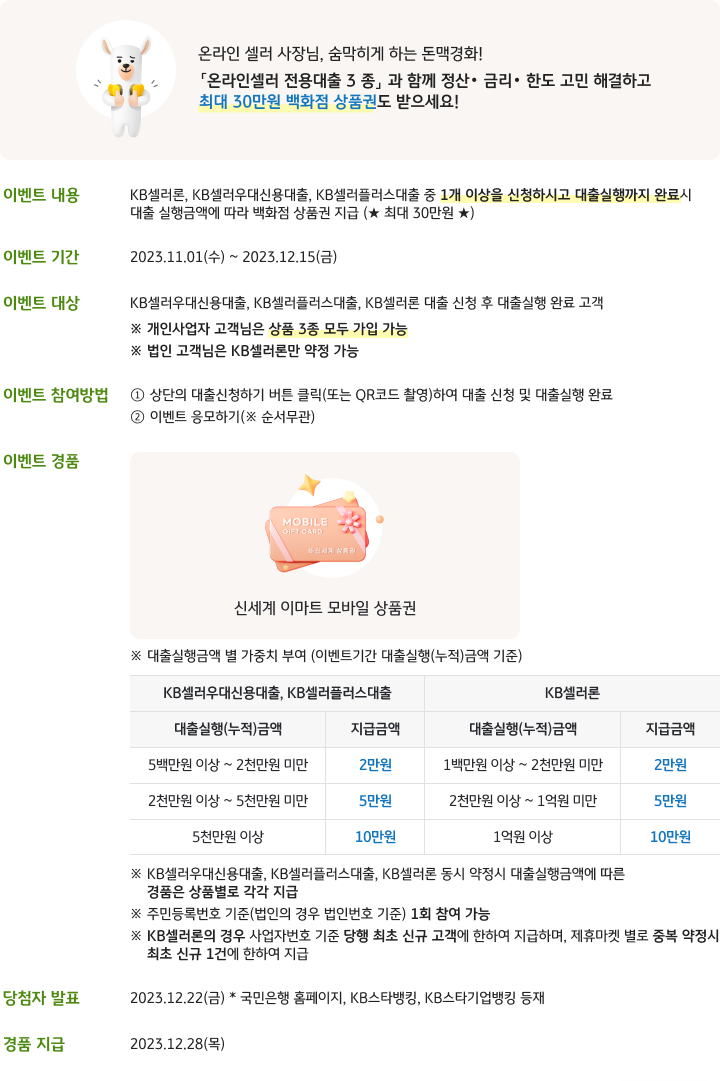 온라인 셀러 사장님, 숨막히게 하는 돈맥경화!
「온라인셀러 전용대출 3 종」 과 함께 정산• 금리• 한도 고민 해결하고
최대 30만원 백화점 상품권도 받으세요!
이벤트 내용
KB셀러론, KB셀러우대신용대출, KB셀러플러스대출 중 1개 이상을 신청하시고 대출실행까지 완료시
대출 실행금액에 따라 백화점 상품권 지급 (★ 최대 30만원 ★)
이벤트 기간
2023.11.01(수) ~ 2023.12.15(금)
이벤트 대상
KB셀러우대신용대출, KB셀러플러스대출, KB셀러론 대출 신청 후 대출실행 완료 고객
※ 개인사업자 고객님은 상품 3종 모두 가입 가능
※ 법인 고객님은 KB셀러론만 약정 가능
이벤트 참여방법
① 상단의 대출신청하기 버튼 클릭(또는 QR코드 촬영)하여 대출 신청 및 대출실행 완료
② 이벤트 응모하기(※ 순서무관)
이벤트 경품
MOBILE
GIFT CARD
신세계 상품권
신세계 이마트 모바일 상품권
※ 대출실행금액 별 가중치 부여 (이벤트기간 대출실행(누적)금액 기준)
KB셀러우대신용대출, KB셀러플러스대출 KB셀러론
대출실행(누적)금액 지급금액 대출실행(누적)금액 지급금액
5백만원 이상 ~ 2천만원 미만 2만원 1백만원 이상 ~ 2천만원 미만 2만원
2천만원 이상 ~ 5천만원 미만 5만원 2천만원 이상 ~ 1억원 미만 5만원
5천만원 이상 10만원 1억원 이상 10만원
※ KB셀러우대신용대출, KB셀러플러스대출, KB셀러론 동시 약정시 대출실행금액에 따른
경품은 상품별로 각각 지급
※ 주민등록번호 기준(법인의 경우 법인번호 기준) 1회 참여 가능
※ KB셀러론의 경우 사업자번호 기준 당행 최초 신규 고객에 한하여 지급하며, 제휴마켓 별로 중복 약정시
최초 신규 1건에 한하여 지급
당첨자 발표
2023.12.22(금) * 국민은행 홈페이지, KB스타뱅킹, KB스타기업뱅킹 등재
경품 지급
2023.12.28(목)